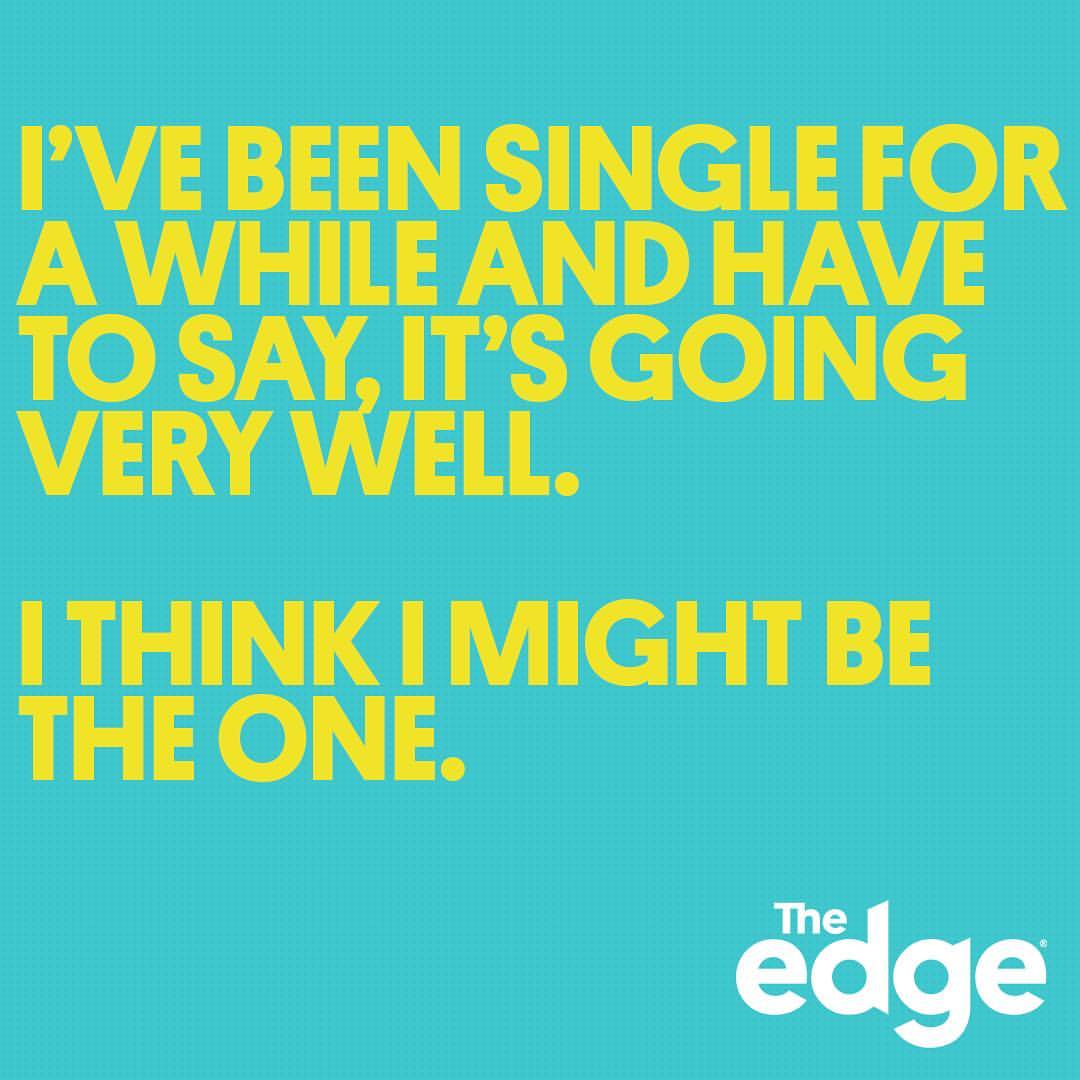 I’VE BEEN SINGLE FOR
A WHILE AND HAVE
TO SAY, IT’S GOING
VERY WELL.
I THINK I MIGHT BE
THE ONE.
The
edge®